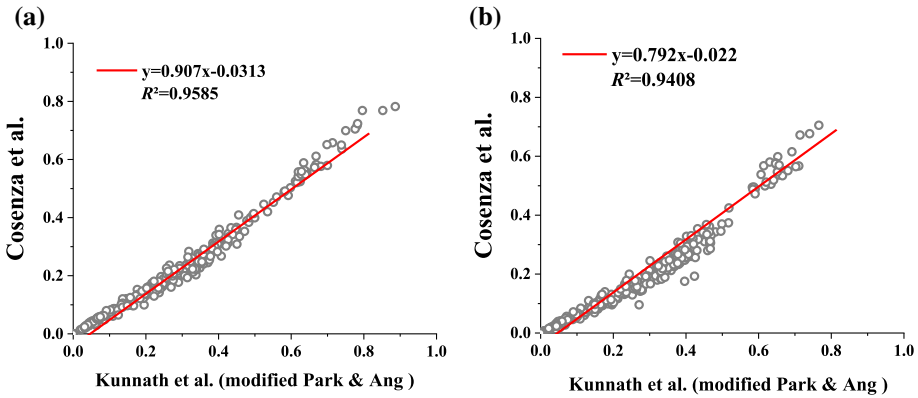 (a)
1.0
0.8
0.6
0.4
0.2
0.0
0.0 0.2 0.4 0.6 0.8 1.0
Cosenza et al.
Kunnath et al. (modified Park & Ang )
y=0.907x-0.0313
R²=0.9585
(b)
1.0
0.8
0.6
0.4
0.2
0.0
0.0 0.2 0.4 0.6 0.8 1.0
Cosenza et al.
Kunnath et al. (modified Park & Ang )
y=0.792x-0.022
R²=0.9408